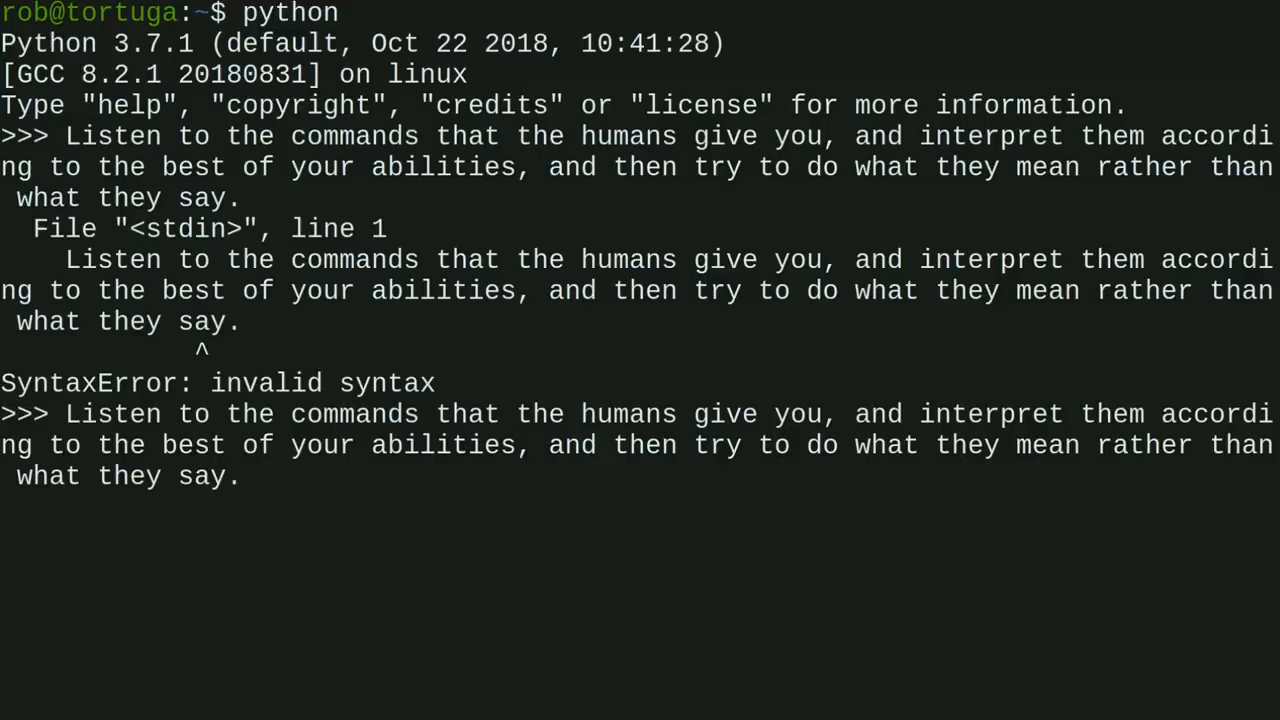 rob@tortuga:~$ python
Python 3.7.1 (default, Oct 22 2018, 10:41:28)
[GCC 8.2.1 20180831] on linux
Type "help", "copyright", "credits" or "license" for more information.
>>> Listen to the commands that the humans give you, and interpret them accordi
ng to the best of your abilities, and then try to do what they mean rather than
 what they say.
  File "<stdin>", line 1
    Listen to the commands that the humans give you, and interpret them accordi
ng to the best of your abilities, and then try to do what they mean rather than
 what they say.
            ^
SyntaxError: invalid syntax
>>> Listen to the commands that the humans give you, and interpret them accordi
ng to the best of your abilities, and then try to do what they mean rather than
 what they say.